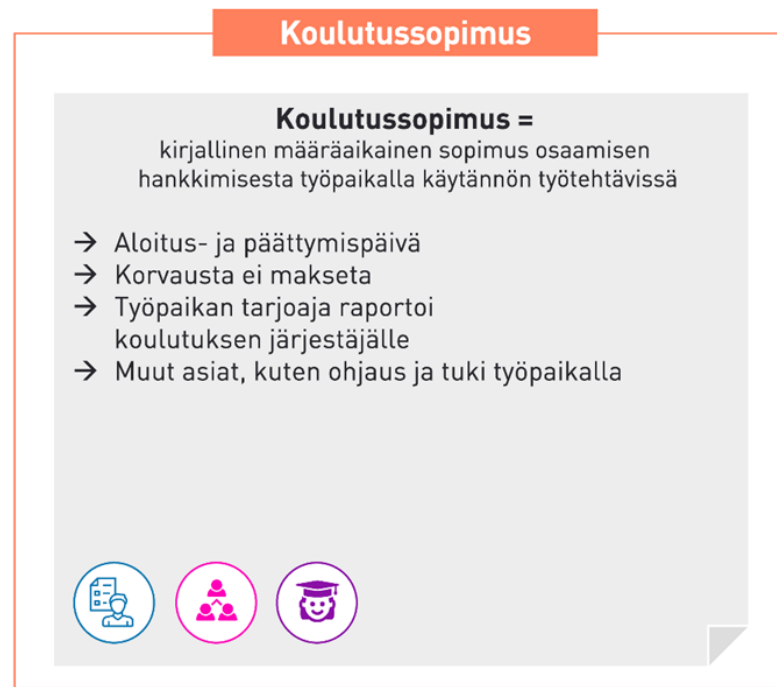 Koulutussopimus
Koulutussopimus =
kirjallinen määräaikainen sopimus osaamisen
hankkimisesta työpaikalla käytännön työtehtävissä
→ Aloitus- ja päättymispäivä
→ Korvausta ei makseta
→ Työpaikan tarjoaja raportoi
koulutuksen järjestäjälle
→ Muut asiat, kuten ohjaus ja tuki työpaikalla